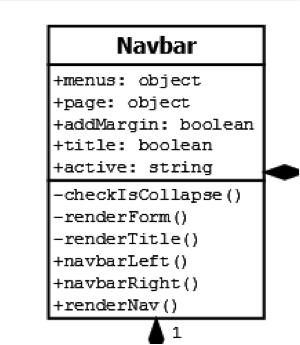 Navbar
+menus: object
+page: object
+addMargin: boolean
+title: boolean
+active: string
-checkIsCollapse()
-renderForm()
-renderTitle()
+navbarLeft()
+navbarRight()
+renderNav()
1